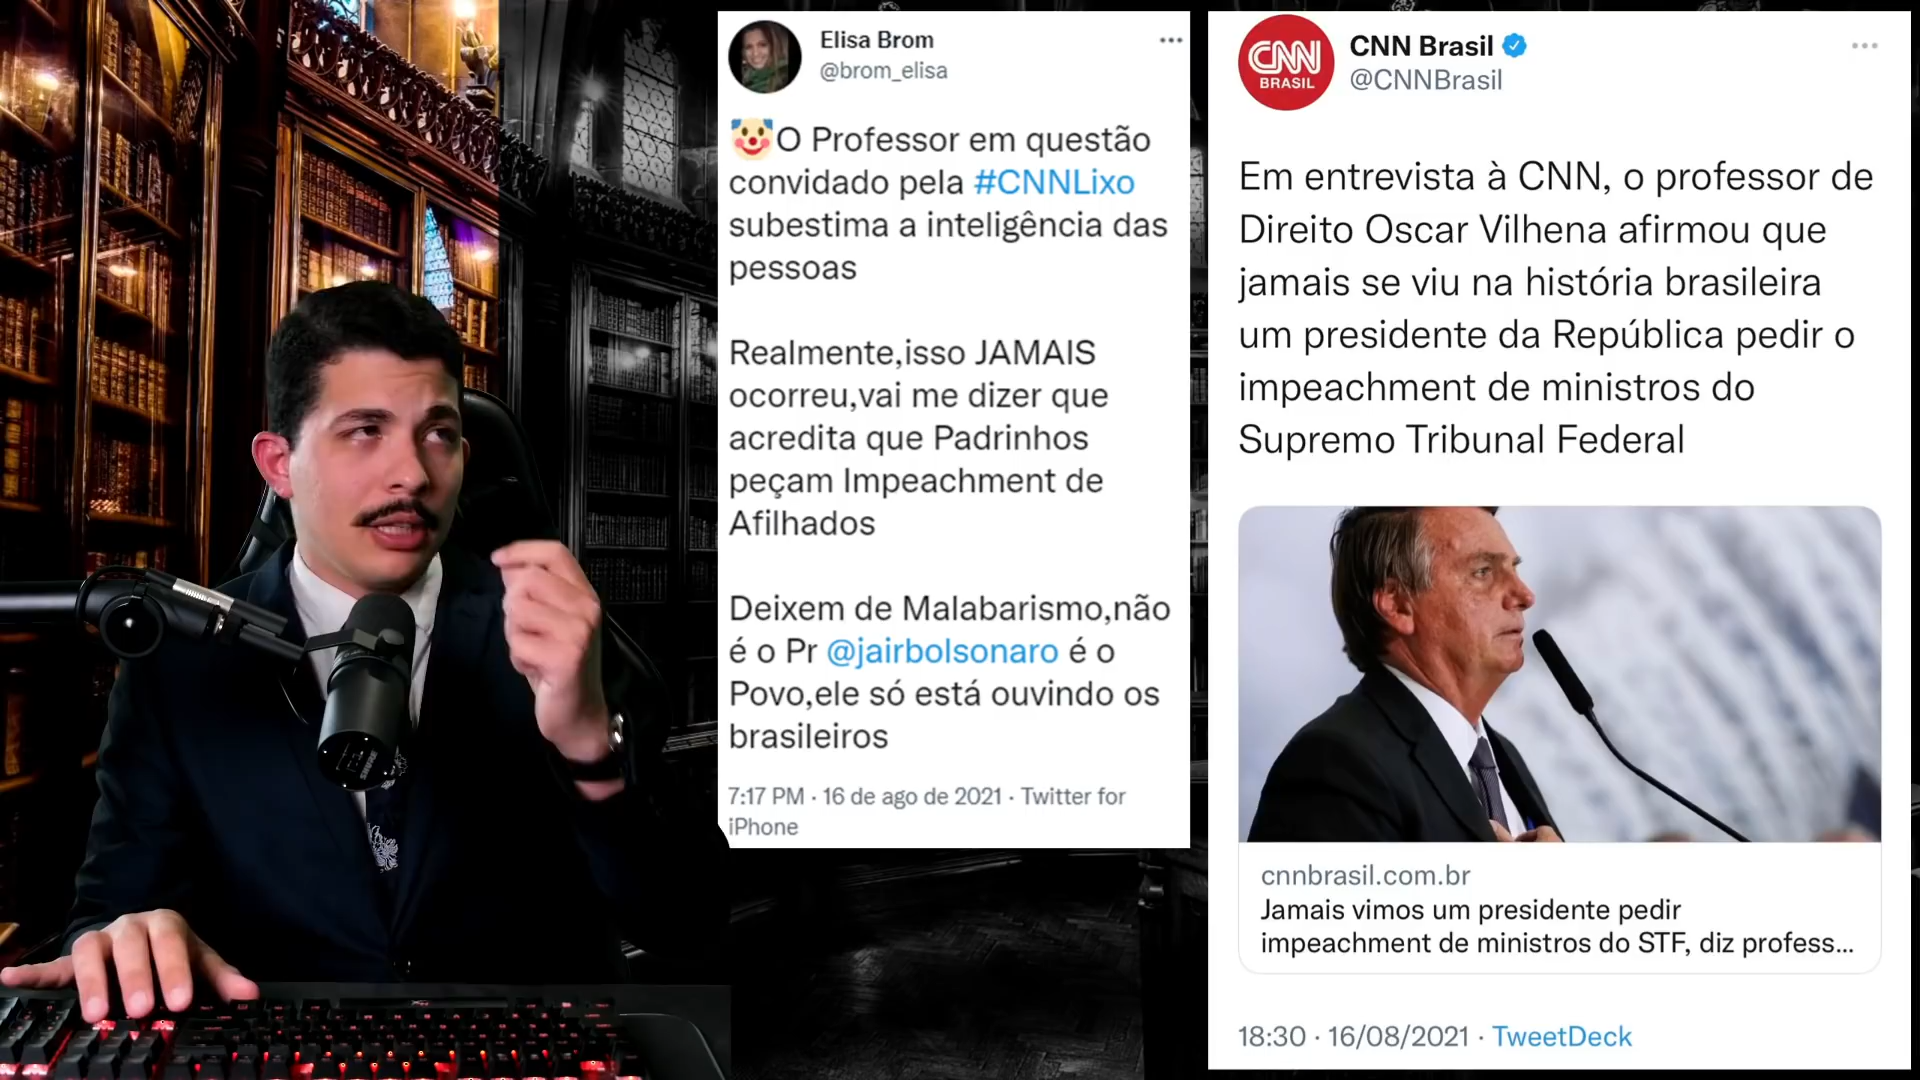 Elisa Brom
@brom_elisa
🤡O Professor em questão
convidado pela #CNNLixo
subestima a inteligência das
pessoas
Realmente,isso JAMAIS
ocorreu,vai me dizer que
acredita que Padrinhos
peçam Impeachment de
Afilhados
Deixem de Malabarismo,não
é o Pr @jairbolsonaro é o
Povo,ele só está ouvindo os
brasileiros
7:17 PM · 16 de ago de 2021 · Twitter for
iPhone
CNN
BRASIL
CNN Brasil
@CNNBrasil
Em entrevista à CNN, o professor de
Direito Oscar Vilhena afirmou que
jamais se viu na história brasileira
um presidente da República pedir o
impeachment de ministros do
Supremo Tribunal Federal
cnnbrasil.com.br
Jamais vimos um presidente pedir
impeachment de ministros do STF, diz profess...
18:30 · 16/08/2021 · TweetDeck